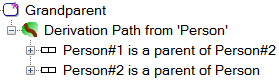 Grandparent
Derivation Path from 'Person'
Person#1 is a parent of Person#2
Person#2 is a parent of Person